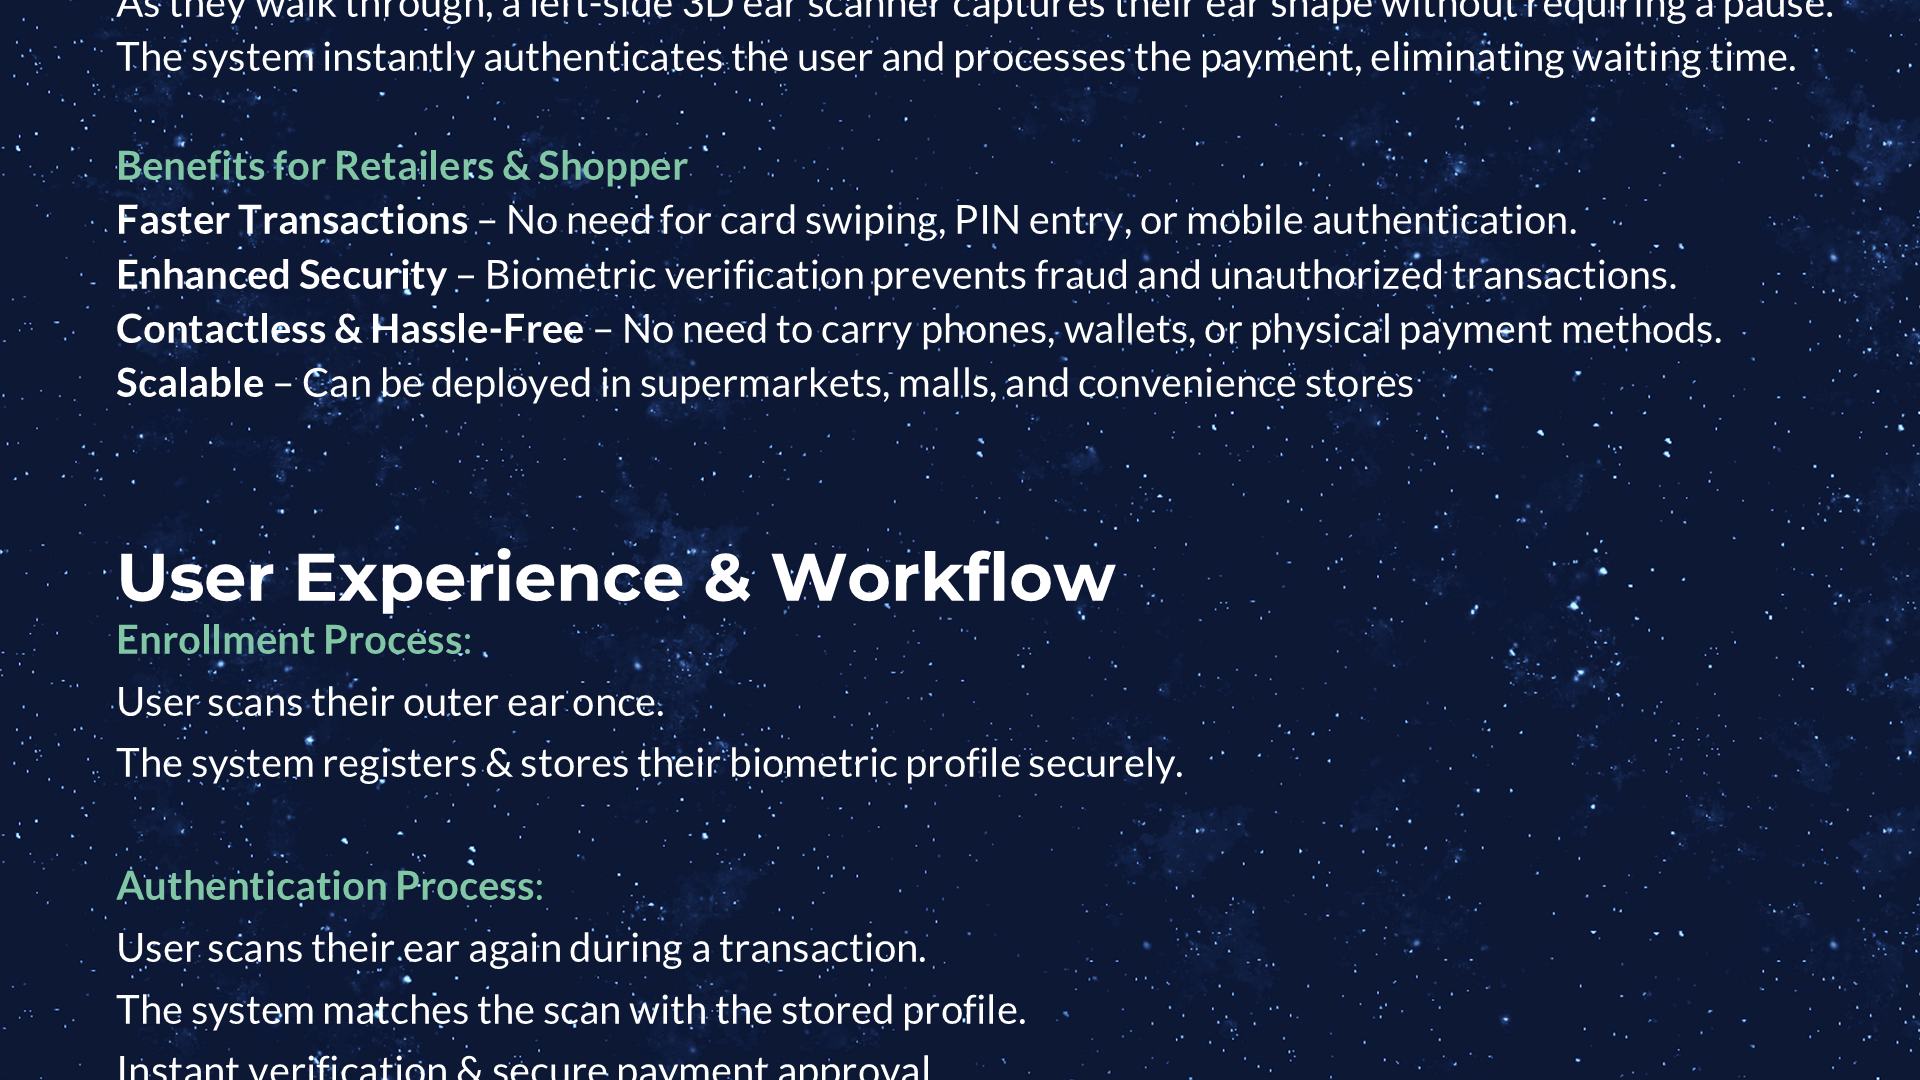 As they walk through, a left-side 3D ear scanner captures their ear shape without requiring a pause.
The system instantly authenticates the user and processes the payment, eliminating waiting time.
Benefits for Retailers & Shopper
Faster Transactions – No need for card swiping, PIN entry, or mobile authentication.
Enhanced Security – Biometric verification prevents fraud and unauthorized transactions.
Contactless & Hassle-Free – No need to carry phones, wallets, or physical payment methods.
Scalable – Can be deployed in supermarkets, malls, and convenience stores
User Experience & Workflow
Enrollment Process:
User scans their outer ear once.
The system registers & stores their biometric profile securely.
Authentication Process:
User scans their ear again during a transaction.
The system matches the scan with the stored profile.
Instant verification & secure payment approval